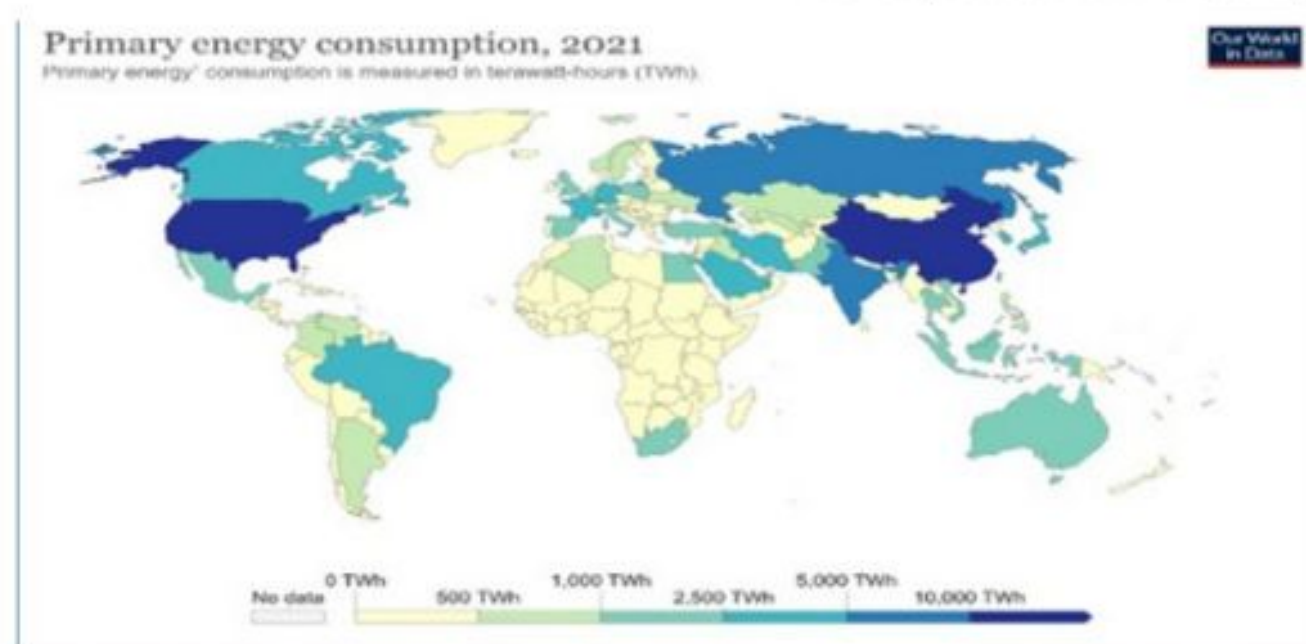 Primary energy consumption, 2021
Primary energy¹ consumption is measured in terawatt-hours (TWh).
Our World
in Data
No data
0 TWh
500 TWh
1,000 TWh
2,500 TWh
5,000 TWh
10,000 TWh